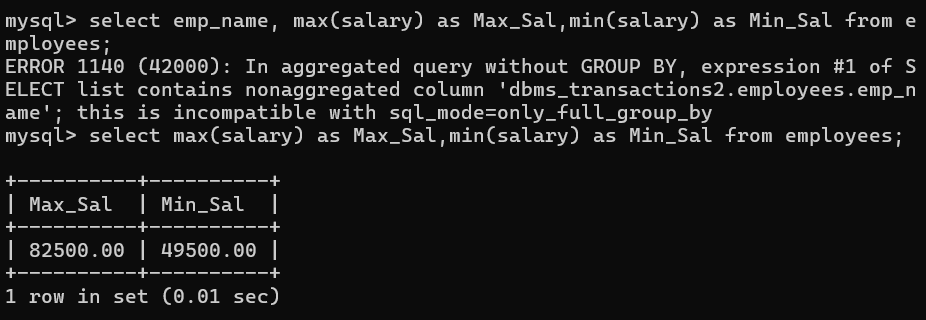 mysql> select emp_name, max(salary) as Max_Sal,min(salary) as Min_Sal from e
mployees;
ERROR 1140 (42000): In aggregated query without GROUP BY, expression #1 of S
ELECT list contains nonaggregated column 'dbms_transactions2.employees.emp_n
ame'; this is incompatible with sql_mode=only_full_group_by
mysql> select max(salary) as Max_Sal,min(salary) as Min_Sal from employees;
+----------+----------+
| Max_Sal  | Min_Sal  |
+----------+----------+
| 82500.00 | 49500.00 |
+----------+----------+
1 row in set (0.01 sec)